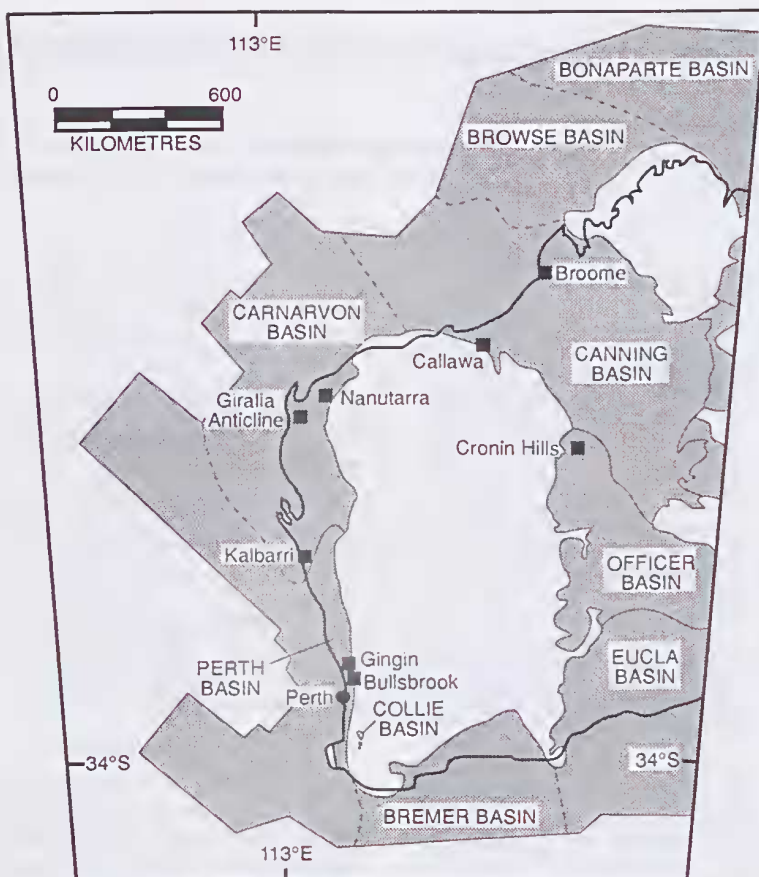 113°E
0 600
KILOMETRES
BONAPARTE BASIN
BROWSE BASIN
Broome
CARNARVON
BASIN
Callawa
CANNING
BASIN
Giralia
Anticline
Nanutarra
Cronin Hills
Kalbarri
OFFICER
BASIN
PERTH
BASIN
Gingin
Bullsbrook
EUCLA
BASIN
Perth
COLLIE
BASIN
34°S
34°S
BREMER BASIN
113°E